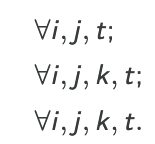 ∀i, j, t;
∀i, j, k, t;
∀i, j, k, t.